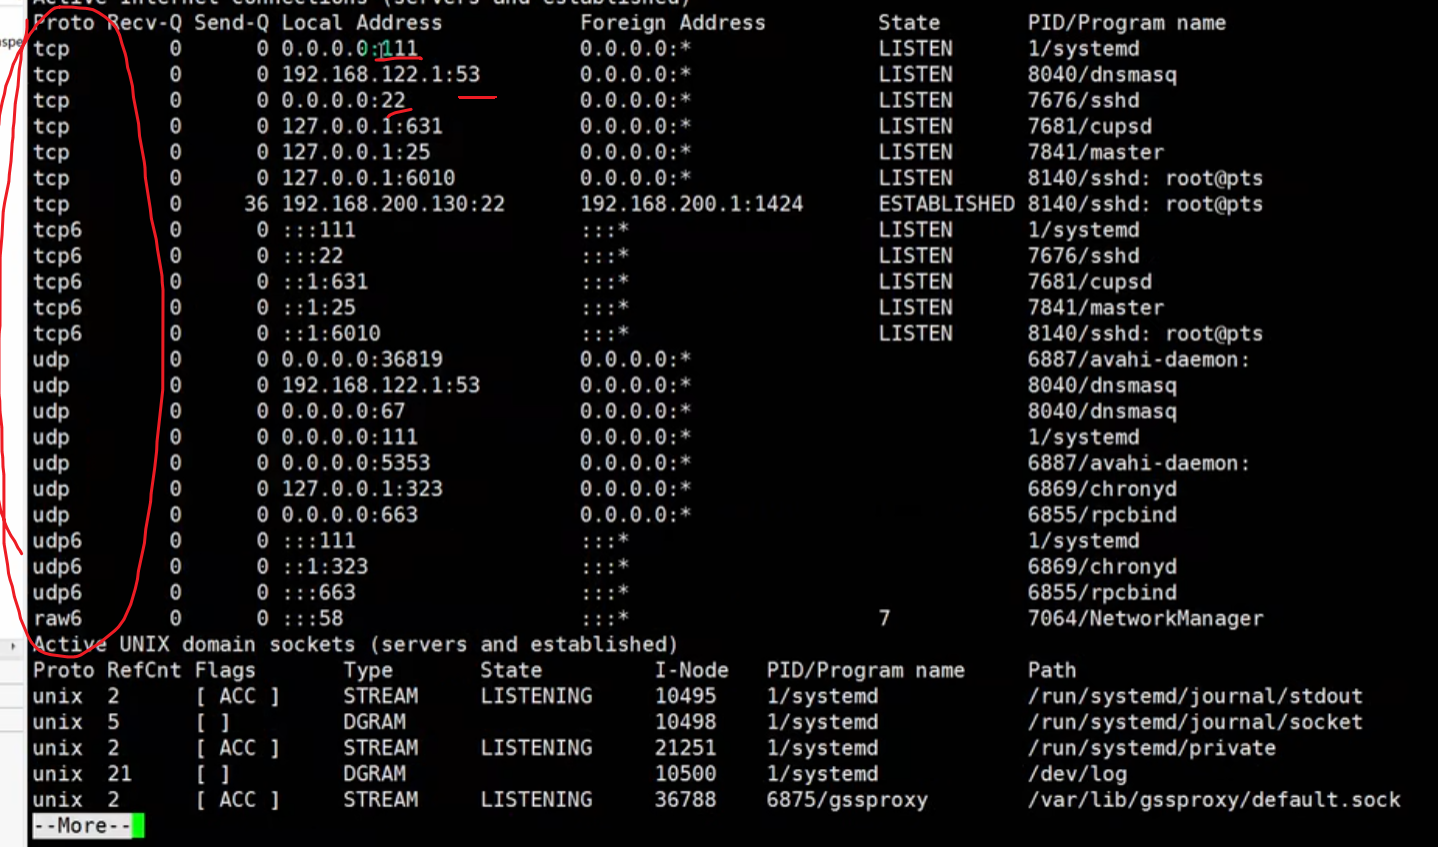 Active Internet connections (servers and established)
Proto Recv-Q Send-Q Local Address Foreign Address State PID/Program name
tcp 0 0 0.0.0.0:111 0.0.0.0:* LISTEN 1/systemd
tcp 0 0 192.168.122.1:53 0.0.0.0:* LISTEN 8040/dnsmasq
tcp 0 0 0.0.0.0:22 0.0.0.0:* LISTEN 7676/sshd
tcp 0 0 127.0.0.1:631 0.0.0.0:* LISTEN 7681/cupsd
tcp 0 0 127.0.0.1:25 0.0.0.0:* LISTEN 7841/master
tcp 0 0 127.0.0.1:6010 0.0.0.0:* LISTEN 8140/sshd: root@pts
tcp 0 36 192.168.200.130:22 192.168.200.1:1424 ESTABLISHED 8140/sshd: root@pts
tcp6 0 0 :::111 :::* LISTEN 1/systemd
tcp6 0 0 :::22 :::* LISTEN 7676/sshd
tcp6 0 0 ::1:631 :::* LISTEN 7681/cupsd
tcp6 0 0 ::1:25 :::* LISTEN 7841/master
tcp6 0 0 ::1:6010 :::* LISTEN 8140/sshd: root@pts
udp 0 0 0.0.0.0:36819 0.0.0.0:* 6887/avahi-daemon:
udp 0 0 192.168.122.1:53 0.0.0.0:* 8040/dnsmasq
udp 0 0 0.0.0.0:67 0.0.0.0:* 8040/dnsmasq
udp 0 0 0.0.0.0:111 0.0.0.0:* 1/systemd
udp 0 0 0.0.0.0:5353 0.0.0.0:* 6887/avahi-daemon:
udp 0 0 127.0.0.1:323 0.0.0.0:* 6869/chronyd
udp 0 0 0.0.0.0:663 0.0.0.0:* 6855/rpcbind
udp6 0 0 :::111 :::* 1/systemd
udp6 0 0 ::1:323 :::* 6869/chronyd
udp6 0 0 :::663 :::* 6855/rpcbind
raw6 0 0 :::58 :::* 7 7064/NetworkManager
Active UNIX domain sockets (servers and established)
Proto RefCnt Flags Type State I-Node PID/Program name Path
unix 2 [ ACC ] STREAM LISTENING 10495 1/systemd /run/systemd/journal/stdout
unix 5 [ ] DGRAM 10498 1/systemd /run/systemd/journal/socket
unix 2 [ ACC ] STREAM LISTENING 21251 1/systemd /run/systemd/private
unix 21 [ ] DGRAM 10500 1/systemd /dev/log
unix 2 [ ACC ] STREAM LISTENING 36788 6875/gssproxy /var/lib/gssproxy/default.sock
--More--